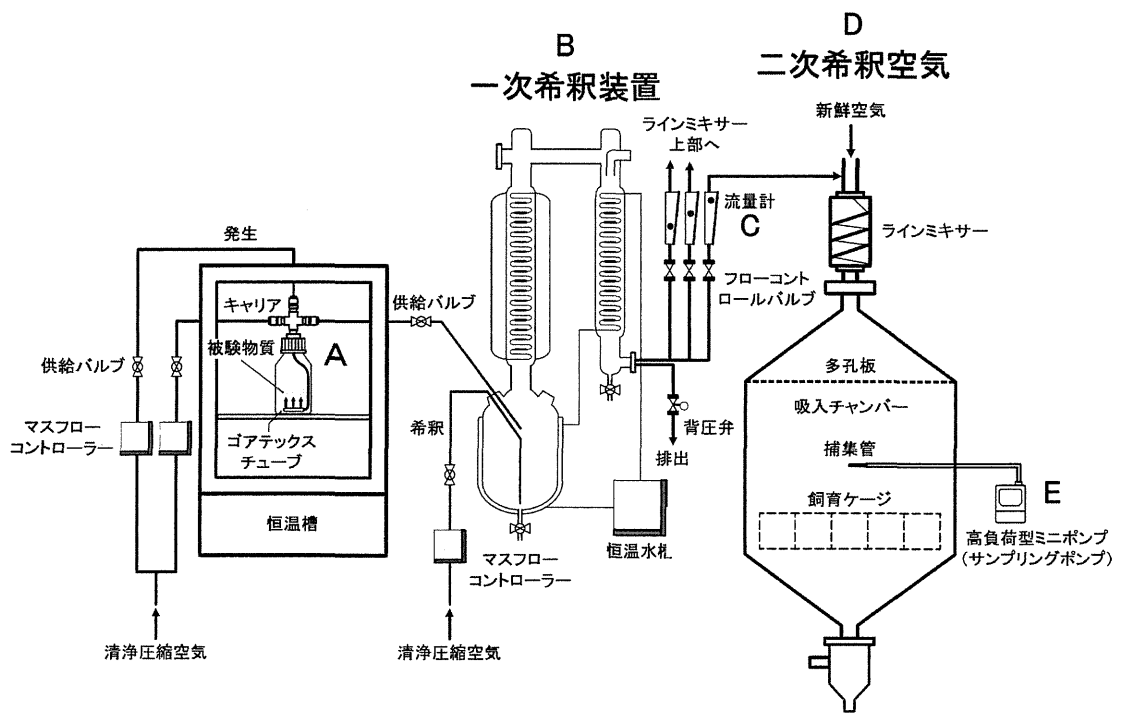 D
二次希釈空気
B
一次希釈装置
新鮮空気
ラインミキサー
上部へ
流量計
C
ラインミキサー
フローコント
ロールバルブ
発生
キャリア
供給バルブ
被験物質
A
供給バルブ
多孔板
吸入チャンバー
マスフロー
コントローラー
ゴアテックス
チューブ
希釈
背圧弁
排出
捕集管
飼育ケージ
E
高負荷型ミニポンプ
(サンプリングポンプ)
恒温槽
恒温水札
マスフロー
コントローラー
清浄圧縮空気
清浄圧縮空気